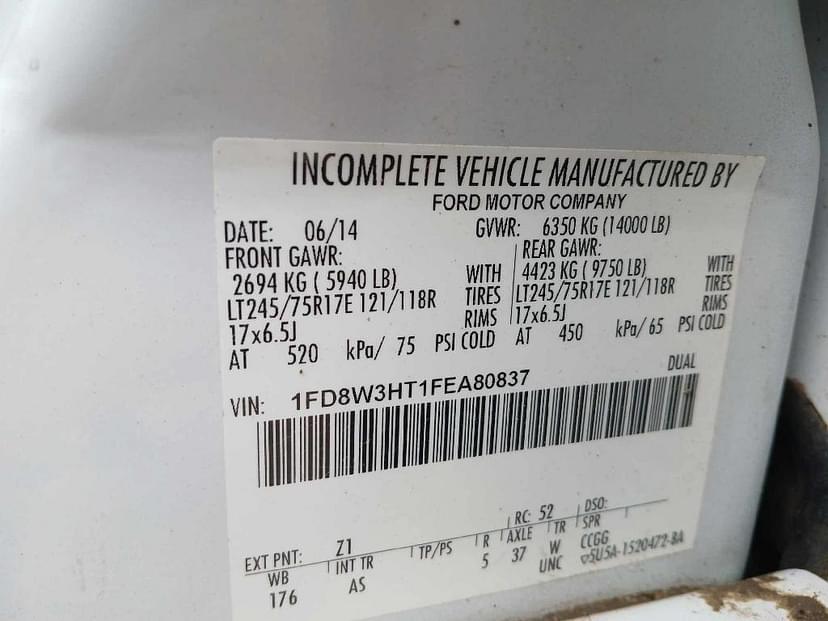 INCOMPLETE VEHICLE MANUFACTURED BY
FORD MOTOR COMPANY
DATE: 06/14 GVWR: 6350 KG (14000 LB)
FRONT GAWR: REAR GAWR:
2694 KG ( 5940 LB) WITH 4423 KG ( 9750 LB) WITH
LT245/75R17E 121/118R TIRES LT245/75R17E 121/118R TIRES
17x6.5J RIMS 17x6.5J RIMS
AT 520 kPa/ 75 PSI COLD AT 450 kPa/ 65 PSI COLD
VIN: 1FD8W3HT1FEA80837 DUAL
EXT PNT: Z1 RC: 52 DSO:
WB INT TR TP/PS R AXLE TR SPR
176 AS 5 37 W CCGG
UNC 5U5A-1520472-BA